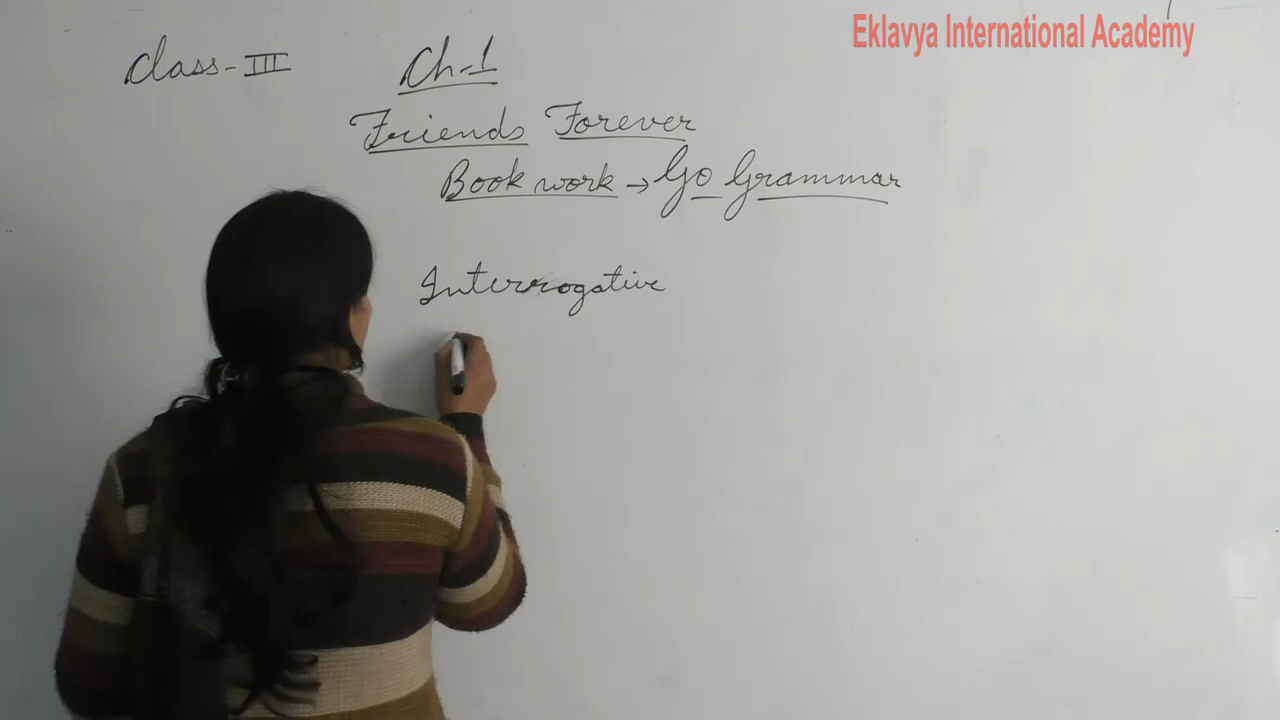 Eklavya International Academy
Class-III Ch-1
Friends Forever
Book work → Go Grammar
Interrogative